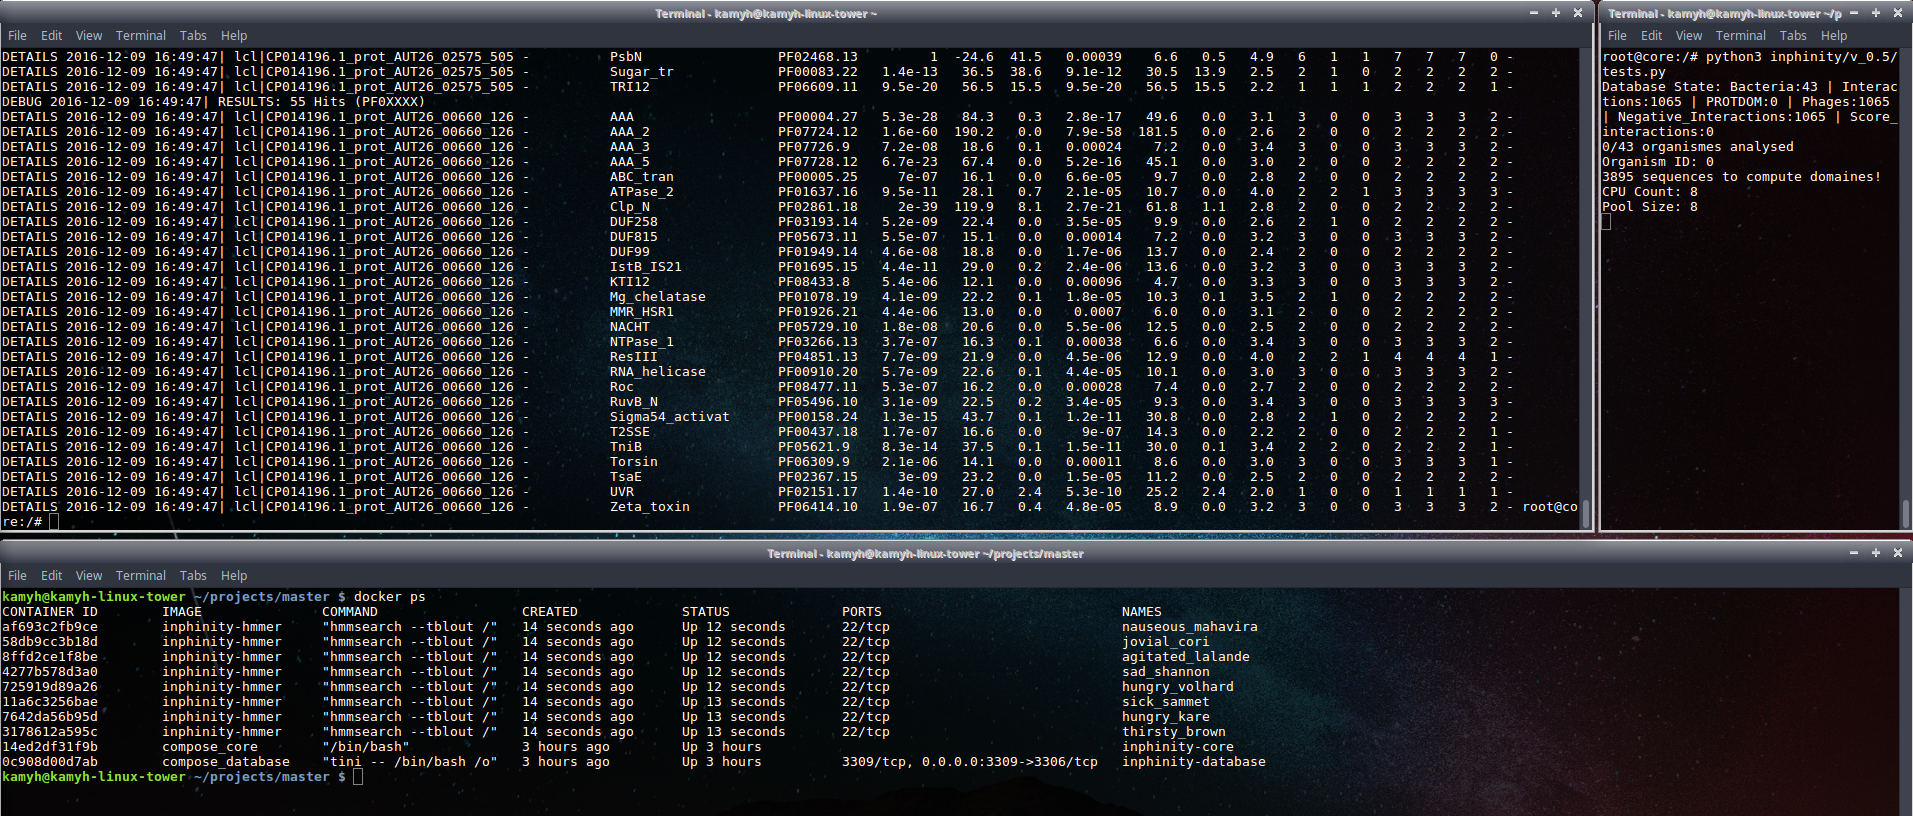 Terminal - kamyh@kamyh-linux-tower ~
File Edit View Terminal Tabs Help
DETAILS 2016-12-09 16:49:47| lcl|CP014196.1_prot_AUT26_02575_505 - PsbN PF02468.13 1 -24.6 41.5 0.00039 6.6 0.5 4.9 6 1 1 7 7 7 0 -
DETAILS 2016-12-09 16:49:47| lcl|CP014196.1_prot_AUT26_02575_505 - Sugar_tr PF00083.22 1.4e-13 36.5 38.6 9.1e-12 30.5 13.9 2.5 2 1 0 2 2 2 2 -
DETAILS 2016-12-09 16:49:47| lcl|CP014196.1_prot_AUT26_02575_505 - TRI12 PF06609.11 9.5e-20 56.5 15.5 9.5e-20 56.5 15.5 2.2 1 1 1 2 2 2 1 -
DEBUG 2016-12-09 16:49:47| RESULTS: 55 Hits (PF0XXXX)
DETAILS 2016-12-09 16:49:47| lcl|CP014196.1_prot_AUT26_00660_126 - AAA PF00004.27 5.3e-28 84.3 0.3 2.8e-17 49.6 0.0 3.1 3 0 0 3 3 3 2 -
DETAILS 2016-12-09 16:49:47| lcl|CP014196.1_prot_AUT26_00660_126 - AAA_2 PF07724.12 1.6e-60 190.2 0.0 7.9e-58 181.5 0.0 2.6 2 0 0 2 2 2 2 -
DETAILS 2016-12-09 16:49:47| lcl|CP014196.1_prot_AUT26_00660_126 - AAA_3 PF07726.9 7.2e-08 18.6 0.1 0.00024 7.2 0.0 3.4 3 0 0 3 3 3 2 -
DETAILS 2016-12-09 16:49:47| lcl|CP014196.1_prot_AUT26_00660_126 - AAA_5 PF07728.12 6.7e-23 67.4 0.0 5.2e-16 45.1 0.0 3.0 2 0 0 2 2 2 2 -
DETAILS 2016-12-09 16:49:47| lcl|CP014196.1_prot_AUT26_00660_126 - ABC_tran PF00005.25 7e-07 16.1 0.0 6.6e-05 9.7 0.0 2.8 2 0 0 2 2 2 2 -
DETAILS 2016-12-09 16:49:47| lcl|CP014196.1_prot_AUT26_00660_126 - ATPase_2 PF01637.16 9.5e-11 28.1 0.7 2.1e-05 10.7 0.0 4.0 2 2 1 3 3 3 3 -
DETAILS 2016-12-09 16:49:47| lcl|CP014196.1_prot_AUT26_00660_126 - Clp_N PF02861.18 2e-39 119.9 8.1 2.7e-21 61.8 1.1 2.8 2 0 0 2 2 2 2 -
DETAILS 2016-12-09 16:49:47| lcl|CP014196.1_prot_AUT26_00660_126 - DUF258 PF03193.14 5.2e-09 22.4 0.0 3.5e-05 9.9 0.0 2.6 2 1 0 2 2 2 2 -
DETAILS 2016-12-09 16:49:47| lcl|CP014196.1_prot_AUT26_00660_126 - DUF815 PF05673.11 5.5e-07 15.1 0.0 0.00014 7.2 0.0 3.2 3 0 0 3 3 3 2 -
DETAILS 2016-12-09 16:49:47| lcl|CP014196.1_prot_AUT26_00660_126 - DUF99 PF01949.14 4.6e-08 18.8 0.0 1.7e-06 13.7 0.0 2.4 2 0 0 2 2 2 2 -
DETAILS 2016-12-09 16:49:47| lcl|CP014196.1_prot_AUT26_00660_126 - IstB_IS21 PF01695.15 4.4e-11 29.0 0.2 2.4e-06 13.6 0.0 3.2 3 0 0 3 3 3 2 -
DETAILS 2016-12-09 16:49:47| lcl|CP014196.1_prot_AUT26_00660_126 - KTI12 PF08433.8 5.4e-06 12.1 0.0 0.00096 4.7 0.0 3.3 3 0 0 3 3 3 2 -
DETAILS 2016-12-09 16:49:47| lcl|CP014196.1_prot_AUT26_00660_126 - Mg_chelatase PF01078.19 4.1e-09 22.2 0.1 1.8e-05 10.3 0.1 3.5 2 1 0 2 2 2 2 -
DETAILS 2016-12-09 16:49:47| lcl|CP014196.1_prot_AUT26_00660_126 - MMR_HSR1 PF01926.21 4.4e-06 13.0 0.0 0.0007 6.0 0.0 3.1 2 0 0 2 2 2 2 -
DETAILS 2016-12-09 16:49:47| lcl|CP014196.1_prot_AUT26_00660_126 - NACHT PF05729.10 1.8e-08 20.6 0.0 5.5e-06 12.5 0.0 2.5 2 0 0 2 2 2 2 -
DETAILS 2016-12-09 16:49:47| lcl|CP014196.1_prot_AUT26_00660_126 - NTPase_1 PF03266.13 3.7e-07 16.3 0.1 0.00038 6.6 0.0 3.4 3 0 0 3 3 3 2 -
DETAILS 2016-12-09 16:49:47| lcl|CP014196.1_prot_AUT26_00660_126 - ResIII PF04851.13 7.7e-09 21.9 0.0 4.5e-06 12.9 0.0 4.0 2 2 1 4 4 4 1 -
DETAILS 2016-12-09 16:49:47| lcl|CP014196.1_prot_AUT26_00660_126 - RNA_helicase PF00910.20 5.7e-09 22.6 0.1 4.4e-05 10.1 0.0 3.0 3 0 0 3 3 3 2 -
DETAILS 2016-12-09 16:49:47| lcl|CP014196.1_prot_AUT26_00660_126 - Roc PF08477.11 5.3e-07 16.2 0.0 0.00028 7.4 0.0 2.7 2 0 0 2 2 2 2 -
DETAILS 2016-12-09 16:49:47| lcl|CP014196.1_prot_AUT26_00660_126 - RuvB_N PF05496.10 3.1e-09 22.5 0.2 3.4e-05 9.3 0.0 3.4 3 0 0 3 3 3 2 -
DETAILS 2016-12-09 16:49:47| lcl|CP014196.1_prot_AUT26_00660_126 - Sigma54_activat PF00158.24 1.3e-15 43.7 0.1 1.2e-11 30.8 0.0 2.8 2 1 0 2 2 2 2 -
DETAILS 2016-12-09 16:49:47| lcl|CP014196.1_prot_AUT26_00660_126 - T2SSE PF00437.18 1.7e-07 16.6 0.0 9e-07 14.3 0.0 2.2 2 0 0 2 2 2 1 -
DETAILS 2016-12-09 16:49:47| lcl|CP014196.1_prot_AUT26_00660_126 - TniB PF05621.9 8.3e-14 37.5 0.1 1.5e-11 30.0 0.1 3.4 2 2 0 2 2 2 1 -
DETAILS 2016-12-09 16:49:47| lcl|CP014196.1_prot_AUT26_00660_126 - Torsin PF06309.9 2.1e-06 14.1 0.0 0.00011 8.6 0.0 3.0 3 0 0 3 3 3 1 -
DETAILS 2016-12-09 16:49:47| lcl|CP014196.1_prot_AUT26_00660_126 - TsaE PF02367.15 3e-09 23.2 0.0 1.5e-05 11.2 0.0 2.5 2 0 0 2 2 2 2 -
DETAILS 2016-12-09 16:49:47| lcl|CP014196.1_prot_AUT26_00660_126 - UVR PF02151.17 1.4e-10 27.0 2.4 5.3e-10 25.2 2.4 2.0 1 0 0 1 1 1 1 -
DETAILS 2016-12-09 16:49:47| lcl|CP014196.1_prot_AUT26_00660_126 - Zeta_toxin PF06414.10 1.9e-07 16.7 0.4 4.8e-05 8.9 0.0 3.2 3 0 0 3 3 3 2 - root@co
re:/#
Terminal - kamyh@kamyh-linux-tower ~/p
File Edit View Terminal Tabs Help
root@core:/# python3 inphinity/v_0.5/
tests.py
Database State: Bacteria:43 | Interac
tions:1065 | PROTDOM:0 | Phages:1065
| Negative_Interactions:1065 | Score_
interactions:0
0/43 organismes analysed
Organism ID: 0
3895 sequences to compute domaines!
CPU Count: 8
Pool Size: 8
Terminal - kamyh@kamyh-linux-tower ~/projects/master
File Edit View Terminal Tabs Help
kamyh@kamyh-linux-tower ~/projects/master $ docker ps
CONTAINER ID IMAGE COMMAND CREATED STATUS PORTS NAMES
af693c2fb9ce inphinity-hmmer "hmmsearch --tblout /" 14 seconds ago Up 12 seconds 22/tcp nauseous_mahavira
58db9cc3b18d inphinity-hmmer "hmmsearch --tblout /" 14 seconds ago Up 12 seconds 22/tcp jovial_cori
8ffd2ce1f8be inphinity-hmmer "hmmsearch --tblout /" 14 seconds ago Up 12 seconds 22/tcp agitated_lalande
4277b578d3a0 inphinity-hmmer "hmmsearch --tblout /" 14 seconds ago Up 12 seconds 22/tcp sad_shannon
725919d89a26 inphinity-hmmer "hmmsearch --tblout /" 14 seconds ago Up 12 seconds 22/tcp hungry_volhard
11a6c3256bae inphinity-hmmer "hmmsearch --tblout /" 14 seconds ago Up 13 seconds 22/tcp sick_sammet
7642da56b95d inphinity-hmmer "hmmsearch --tblout /" 14 seconds ago Up 13 seconds 22/tcp hungry_kare
3178612a595c inphinity-hmmer "hmmsearch --tblout /" 14 seconds ago Up 13 seconds 22/tcp thirsty_brown
14ed2df31f9b compose_core "/bin/bash" 3 hours ago Up 3 hours inphinity-core
0c908d00d7ab compose_database "tini -- /bin/bash /o" 3 hours ago Up 3 hours 3309/tcp, 0.0.0.0:3309->3306/tcp inphinity-database
kamyh@kamyh-linux-tower ~/projects/master $